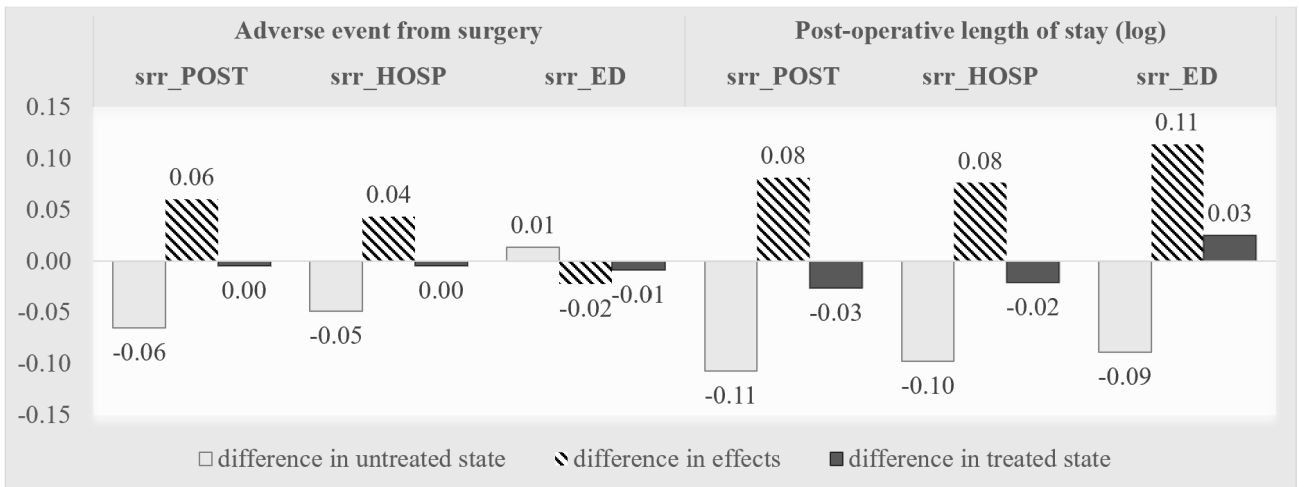 Adverse event from surgery Post-operative length of stay (log)
srr_POST srr_HOSP srr_ED srr_POST srr_HOSP srr_ED
0.15
0.10
0.05
0.00
-0.05
-0.10
-0.15
-0.06 0.06 0.00
-0.05 0.04 0.00
0.01 -0.02 -0.01
-0.11 0.08 -0.03
-0.10 0.08 -0.02
-0.09 0.11 0.03
difference in untreated state difference in effects difference in treated state